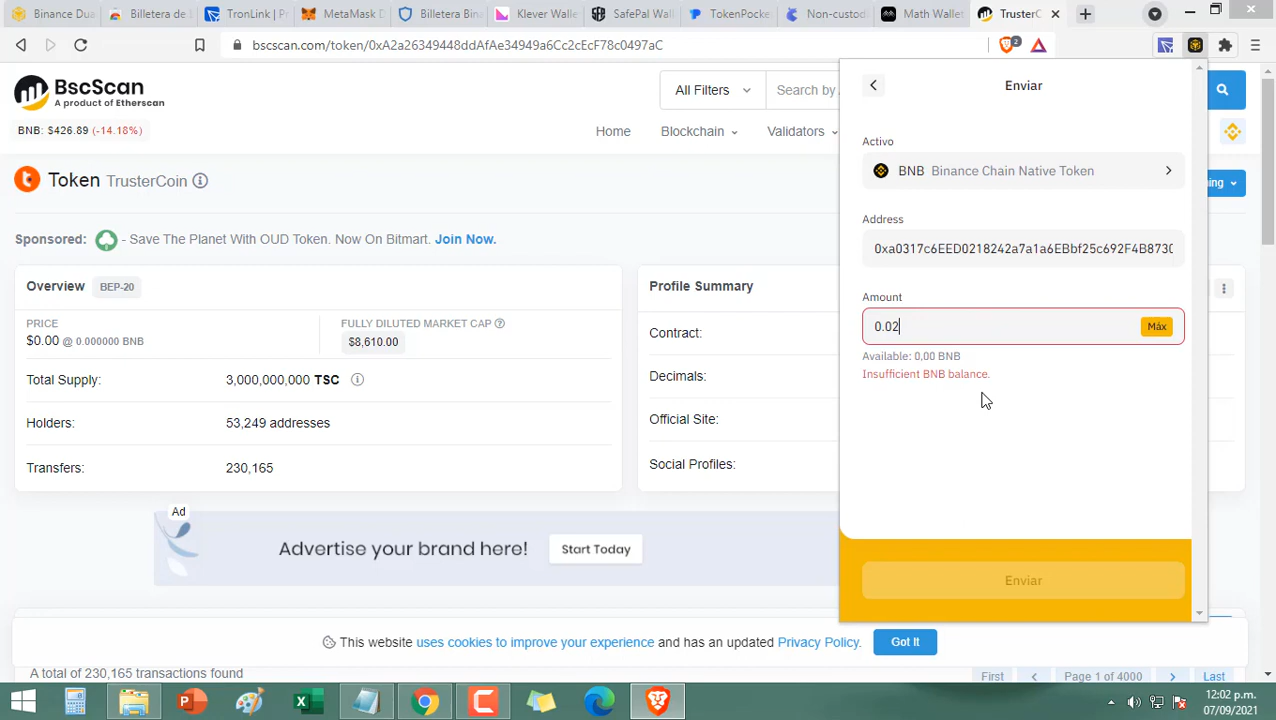 Binance Du
Billetera de
TronLink | P
MetaMask D
Billetera Bin
Klever Walle
SafePal Wall
TokenPocke
Non-custod
Math Wallet
TrusterC
bscscan.com/token/0xA2a26349448ddAfAe34949a6Cc2cEcF78c0497aC
2
BscScan
A product of Etherscan
All Filters
Search by
BNB: $426.89 (-14.18%)
Home
Blockchain
Validators
Token TrusterCoin
Sponsored: - Save The Planet With OUD Token. Now On Bitmart. Join Now.
Overview BEP-20
PRICE
$0.00 @ 0.000000 BNB
FULLY DILUTED MARKET CAP
$8,610.00
Total Supply: 3,000,000,000 TSC
Holders: 53,249 addresses
Transfers: 230,165
Profile Summary
Contract:
Decimals:
Official Site:
Social Profiles:
Ad
Advertise your brand here!
Start Today
This website uses cookies to improve your experience and has an updated Privacy Policy.
Got It
A total of 230,165 transactions found
First
Page 1 of 4000
Last
Enviar
Activo
BNB Binance Chain Native Token
Address
0xa0317c6EED0218242a7a1a6EBbf25c692F4B873
Amount
0.02
Máx
Available: 0,00 BNB
Insufficient BNB balance.
Enviar
12:02 p.m.
07/09/2021